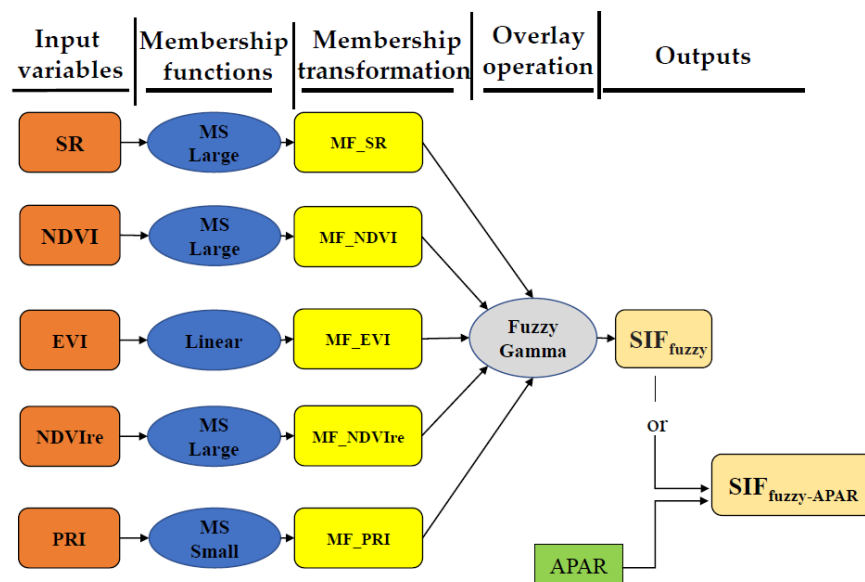 Input variables
Membership functions
Membership transformation
Overlay operation
Outputs
SR
MS Large
MF_SR
NDVI
MS Large
MF_NDVI
EVI
Linear
MF_EVI
Fuzzy Gamma
SIFfuzzy
NDVIre
MS Large
MF_NDVIre
or
SIFfuzzy-APAR
PRI
MS Small
MF_PRI
APAR